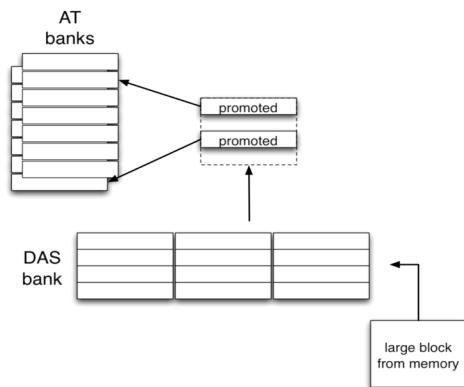 AT
banks
promoted
promoted
DAS
bank
large block
from memory